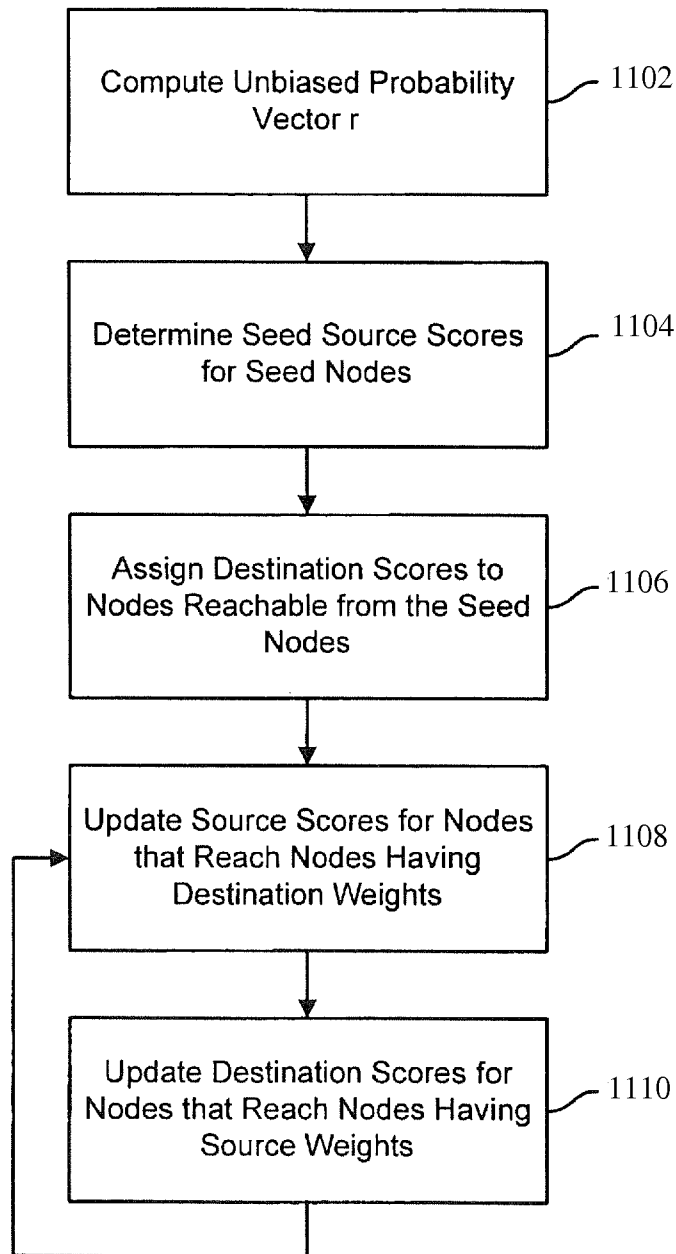 Compute Unbiased Probability
Vector r
1102
Determine Seed Source Scores
for Seed Nodes
1104
Assign Destination Scores to
Nodes Reachable from the Seed
Nodes
1106
Update Source Scores for Nodes
that Reach Nodes Having
Destination Weights
1108
Update Destination Scores for
Nodes that Reach Nodes Having
Source Weights
1110